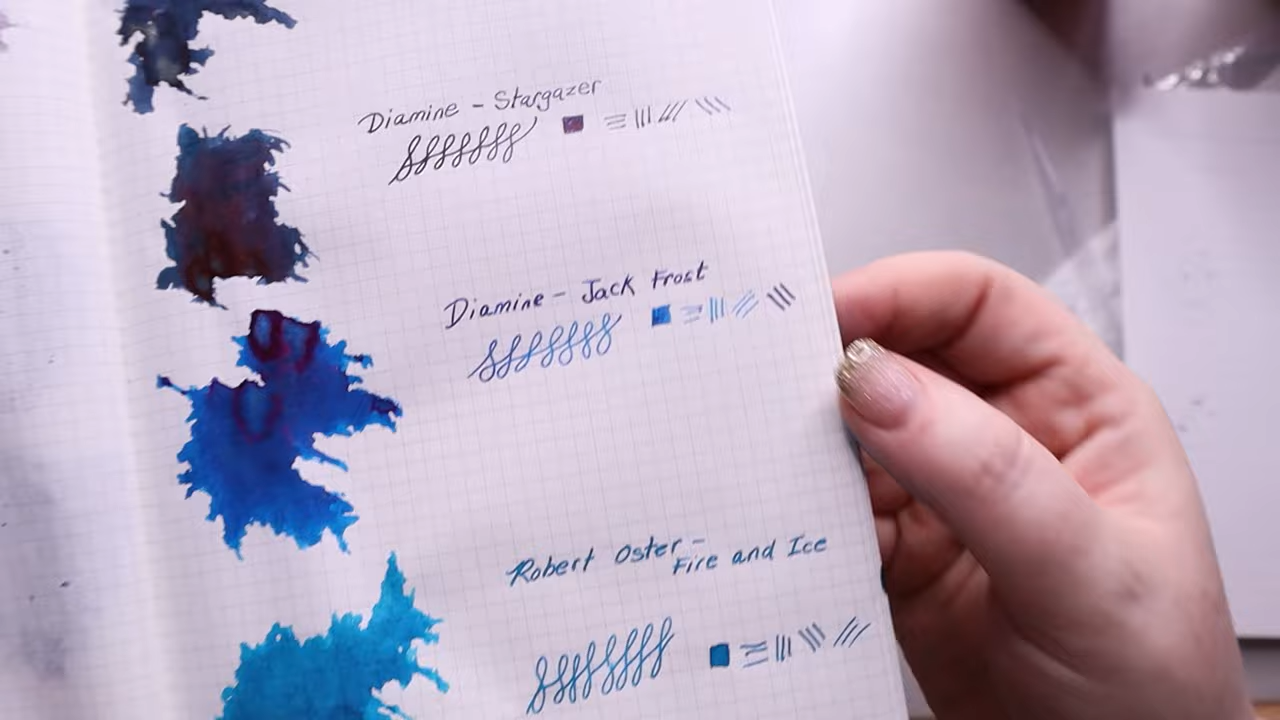 Diamine - Stargazer
Diamine - Jack Frost
Robert Oster -
Fire and Ice